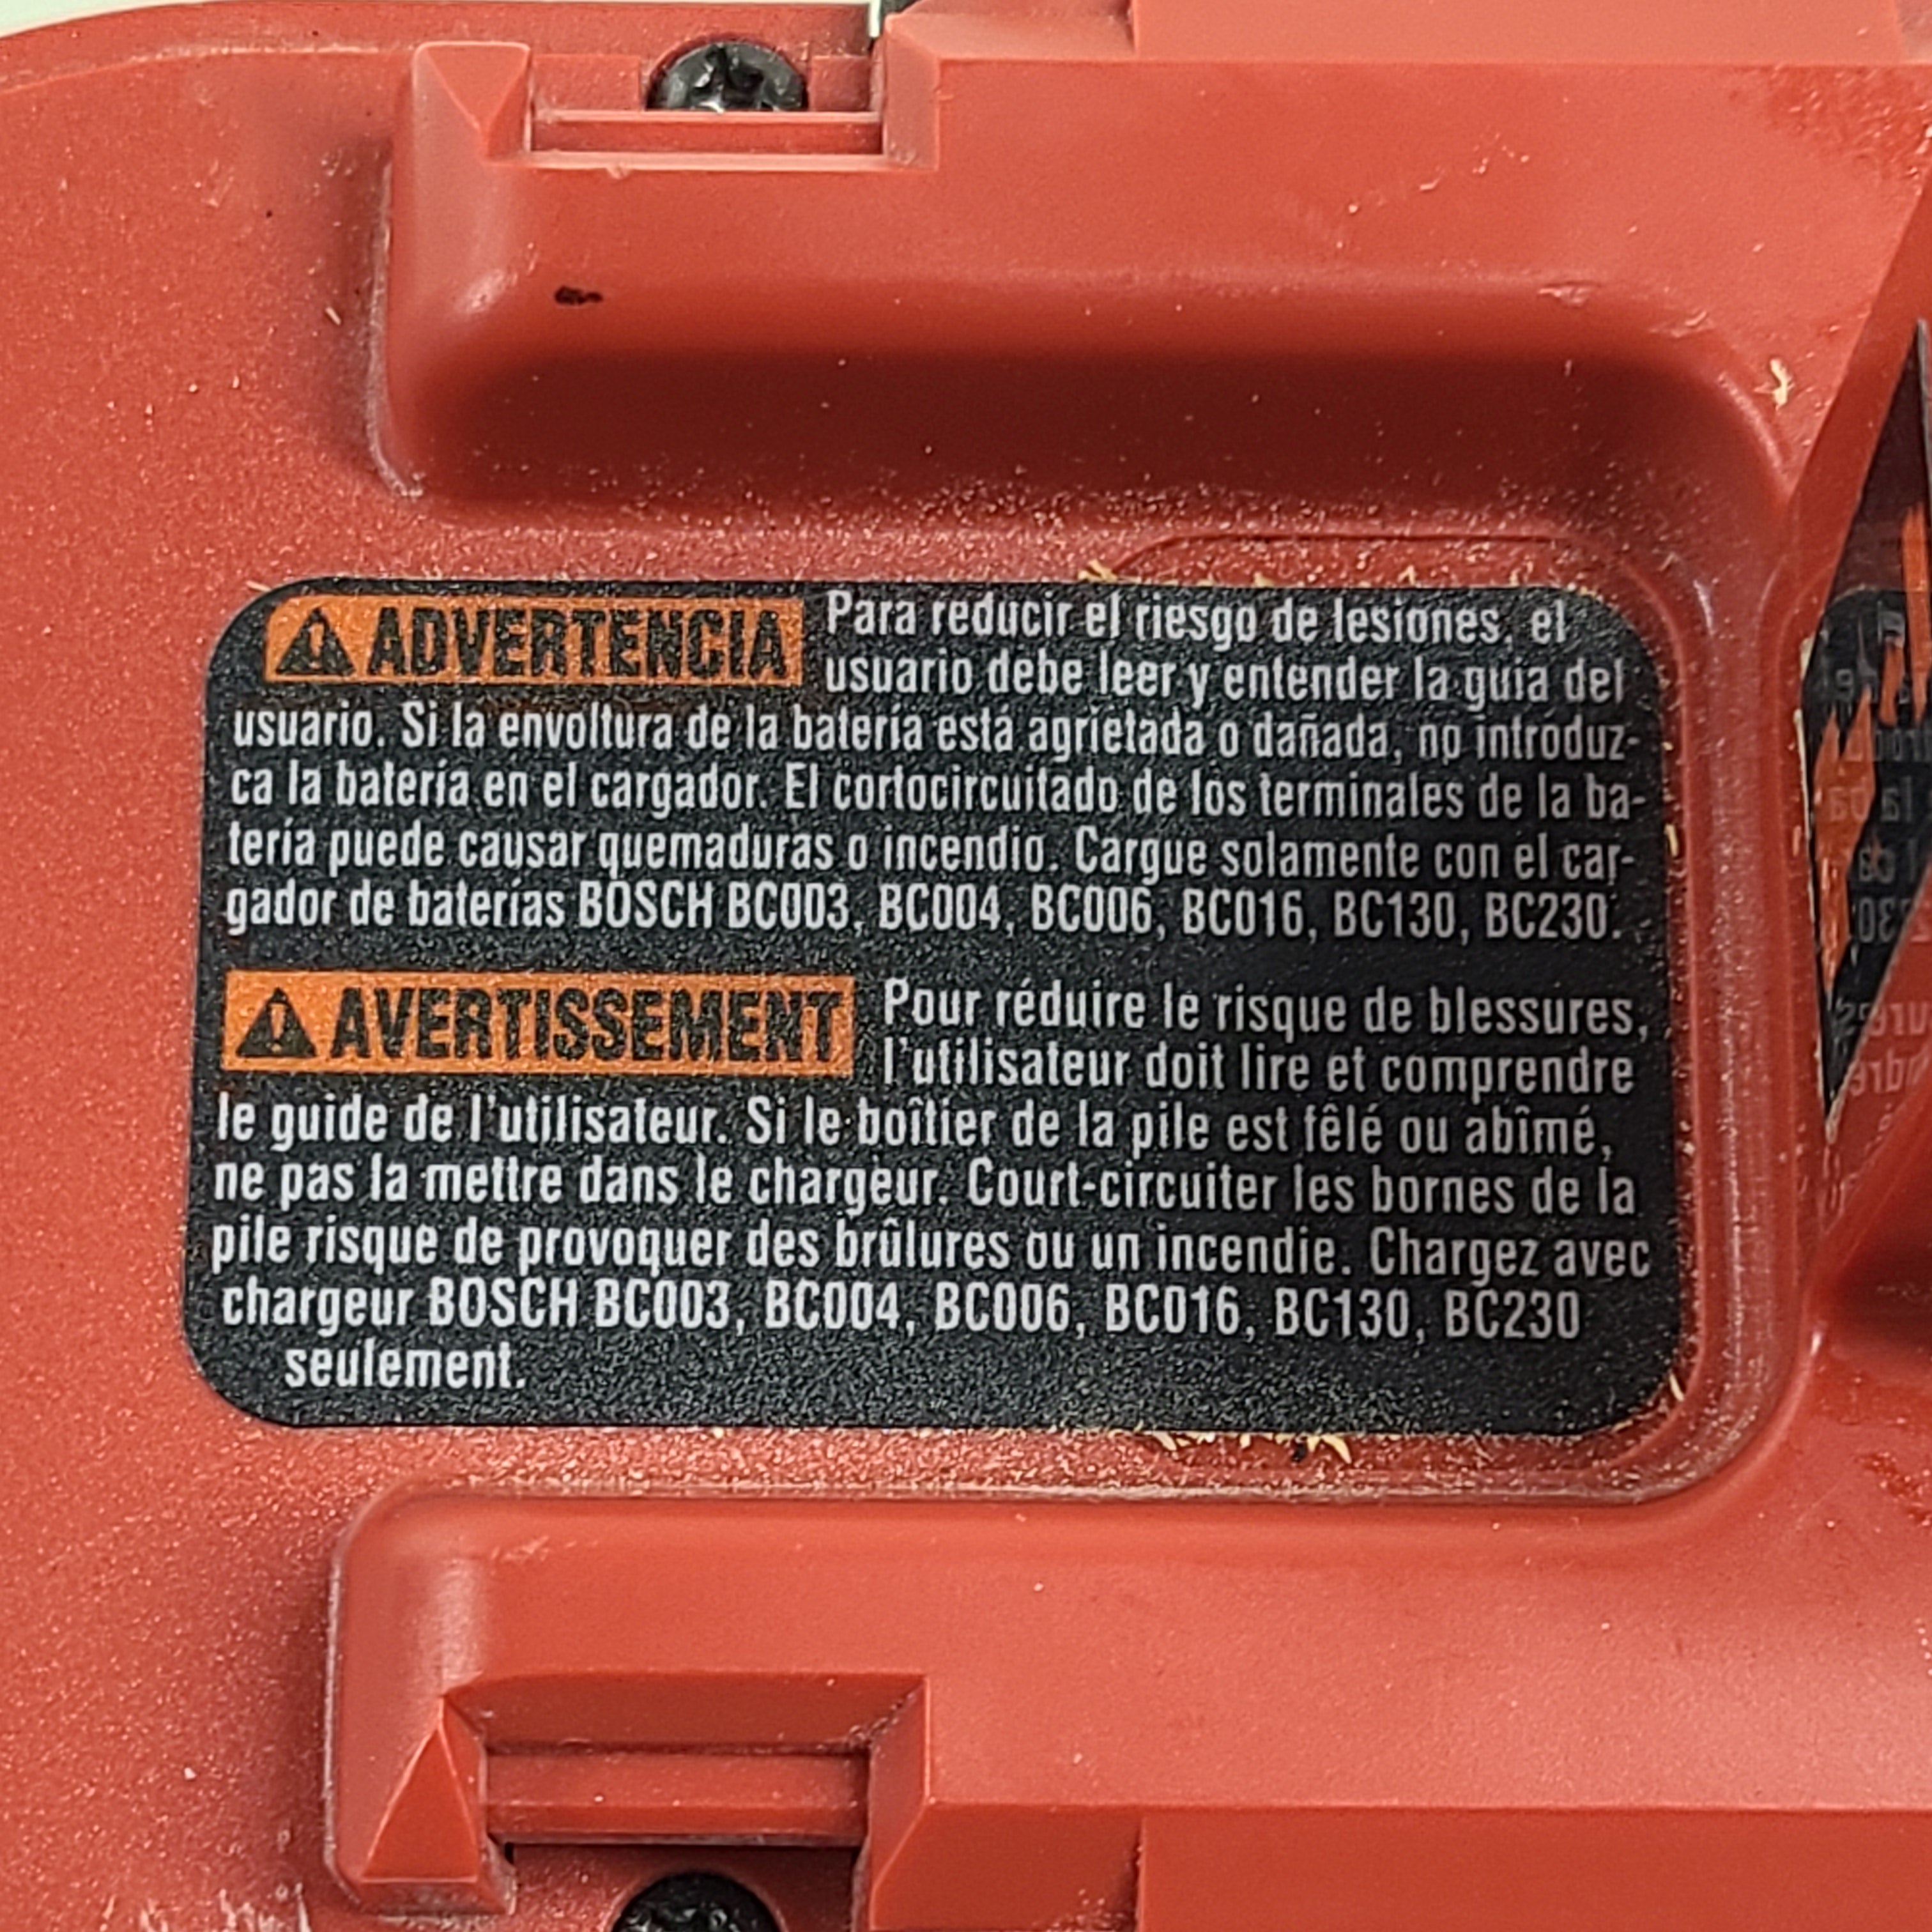 ADVERTENCIA Para reducir el riesgo de lesiones, el
usuario debe leer y entender la guía del
usuario. Si la envoltura de la batería está agrietada o dañada, no introduz-
ca la batería en el cargador. El cortocircuitado de los terminales de la ba-
tería puede causar quemaduras o incendio. Cargue solamente con el car-
gador de baterías BOSCH BC003, BC004, BC006, BC016, BC130, BC230.
AVERTISSEMENT Pour réduire le risque de blessures,
l'utilisateur doit lire et comprendre
le guide de l'utilisateur. Si le boîtier de la pile est fêlé ou abîmé,
ne pas la mettre dans le chargeur. Court-circuiter les bornes de la
pile risque de provoquer des brûlures ou un incendie. Chargez avec
chargeur BOSCH BC003, BC004, BC006, BC016, BC130, BC230
seulement.